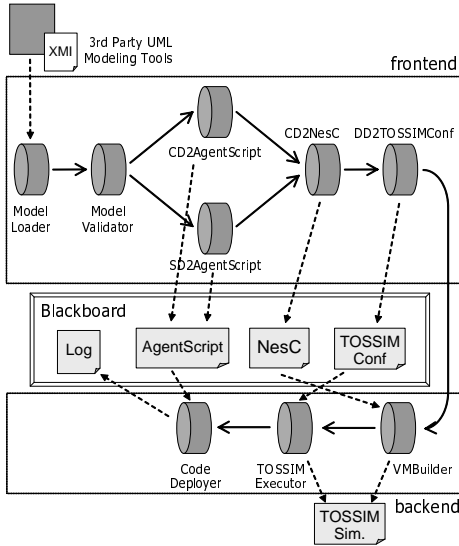 XMI
3rd Party UML
Modeling Tools
frontend
CD2AgentScript
CD2NesC
DD2TOSSIMConf
Model
Loader
Model
Validator
SD2AgentScript
Blackboard
Log
AgentScript
NesC
TOSSIM
Conf
Code
Deployer
TOSSIM
Executor
VMBuilder
backend
TOSSIM
Sim.